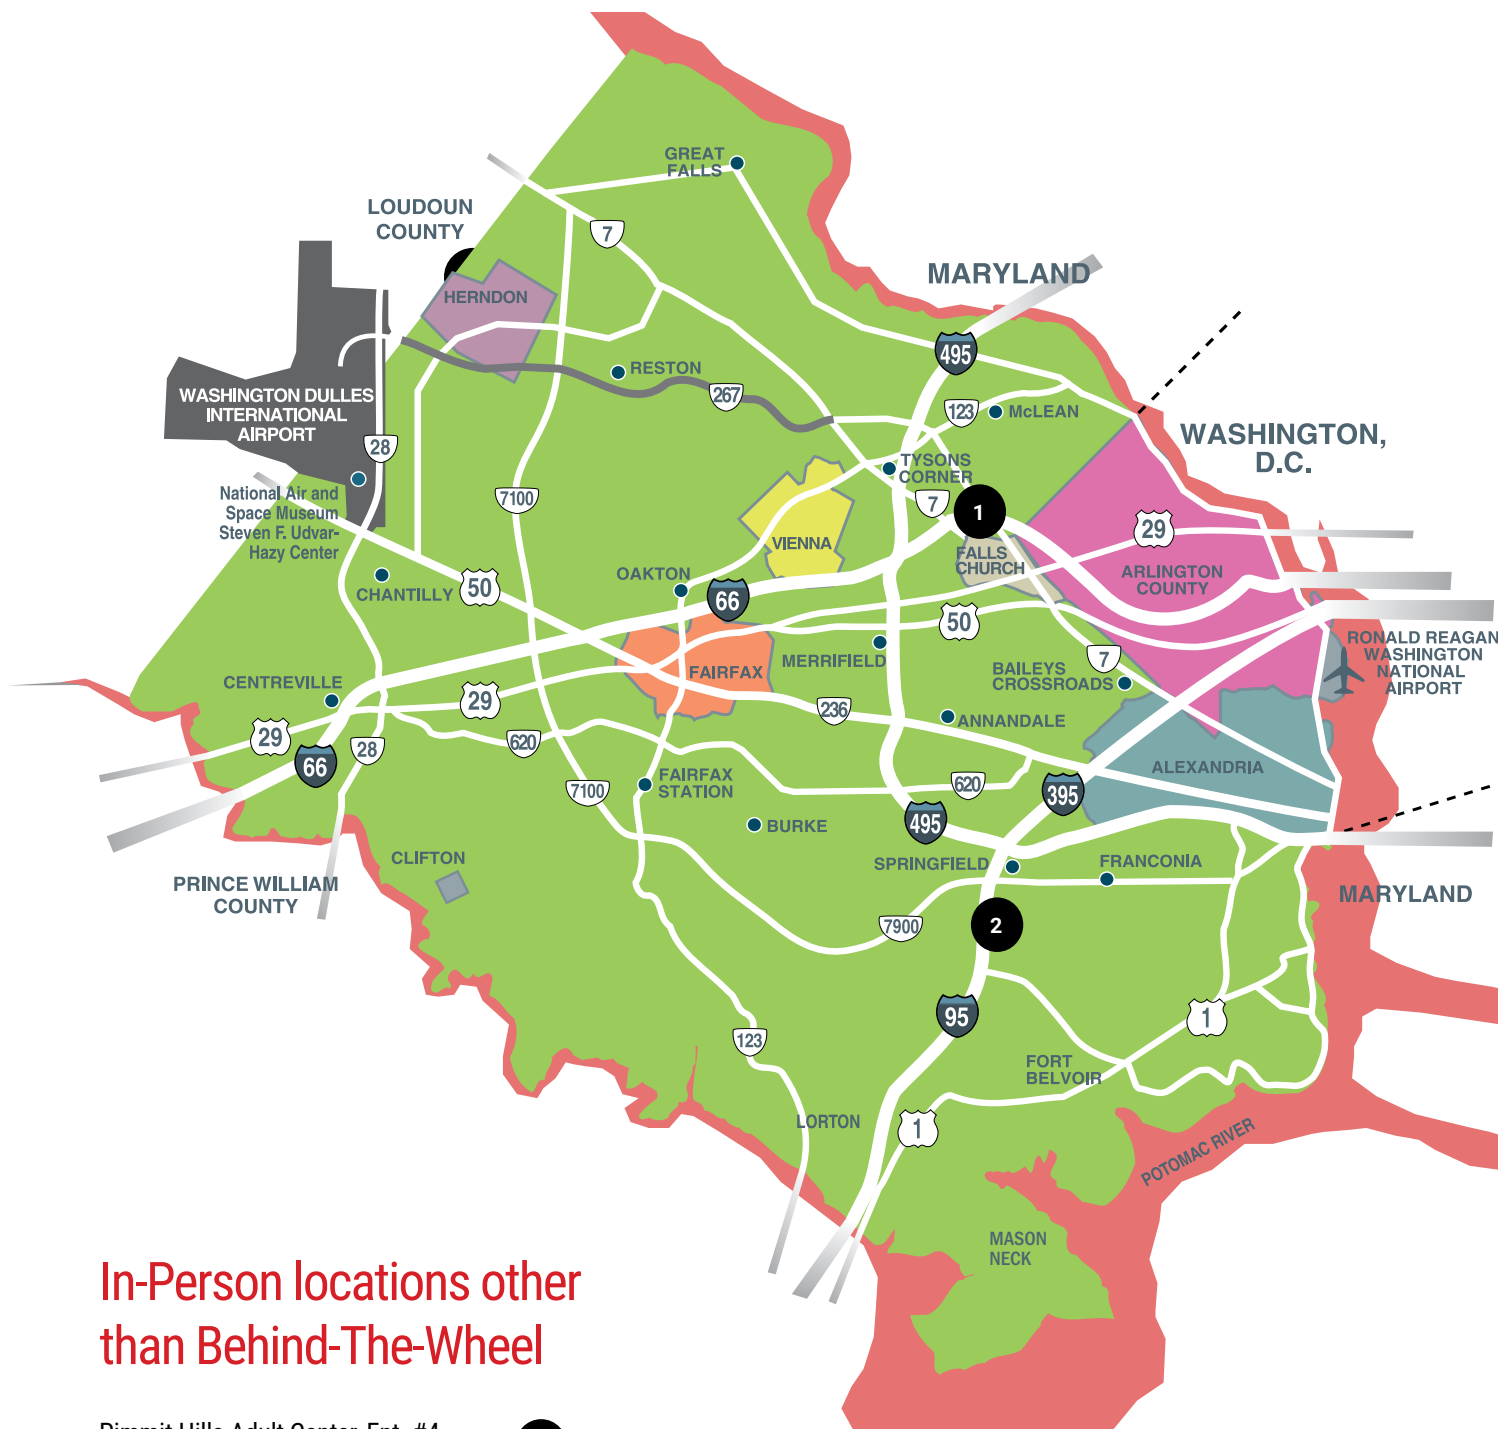 GREAT
FALLS
LOUDOUN
COUNTY
7
MARYLAND
HERNDON
495
RESTON
267
123
McLEAN
WASHINGTON DULLES
INTERNATIONAL
AIRPORT
WASHINGTON,
D.C.
28
TYSONS
CORNER
National Air and
Space Museum
Steven F. Udvar-
Hazy Center
7100
7
1
29
VIENNA
FALLS
CHURCH
OAKTON
ARLINGTON
COUNTY
CHANTILLY
50
66
50
RONALD REAGAN
WASHINGTON
NATIONAL
AIRPORT
MERRIFIELD
7
FAIRFAX
BAILEYS
CROSSROADS
CENTREVILLE
29
236
ANNANDALE
29
28
620
66
ALEXANDRIA
FAIRFAX
STATION
7100
620
395
495
BURKE
CLIFTON
SPRINGFIELD
FRANCONIA
PRINCE WILLIAM
COUNTY
MARYLAND
7900
2
95
1
123
FORT
BELVOIR
LORTON
1
POTOMAC RIVER
MASON
NECK
In-Person locations other
than Behind-The-Wheel